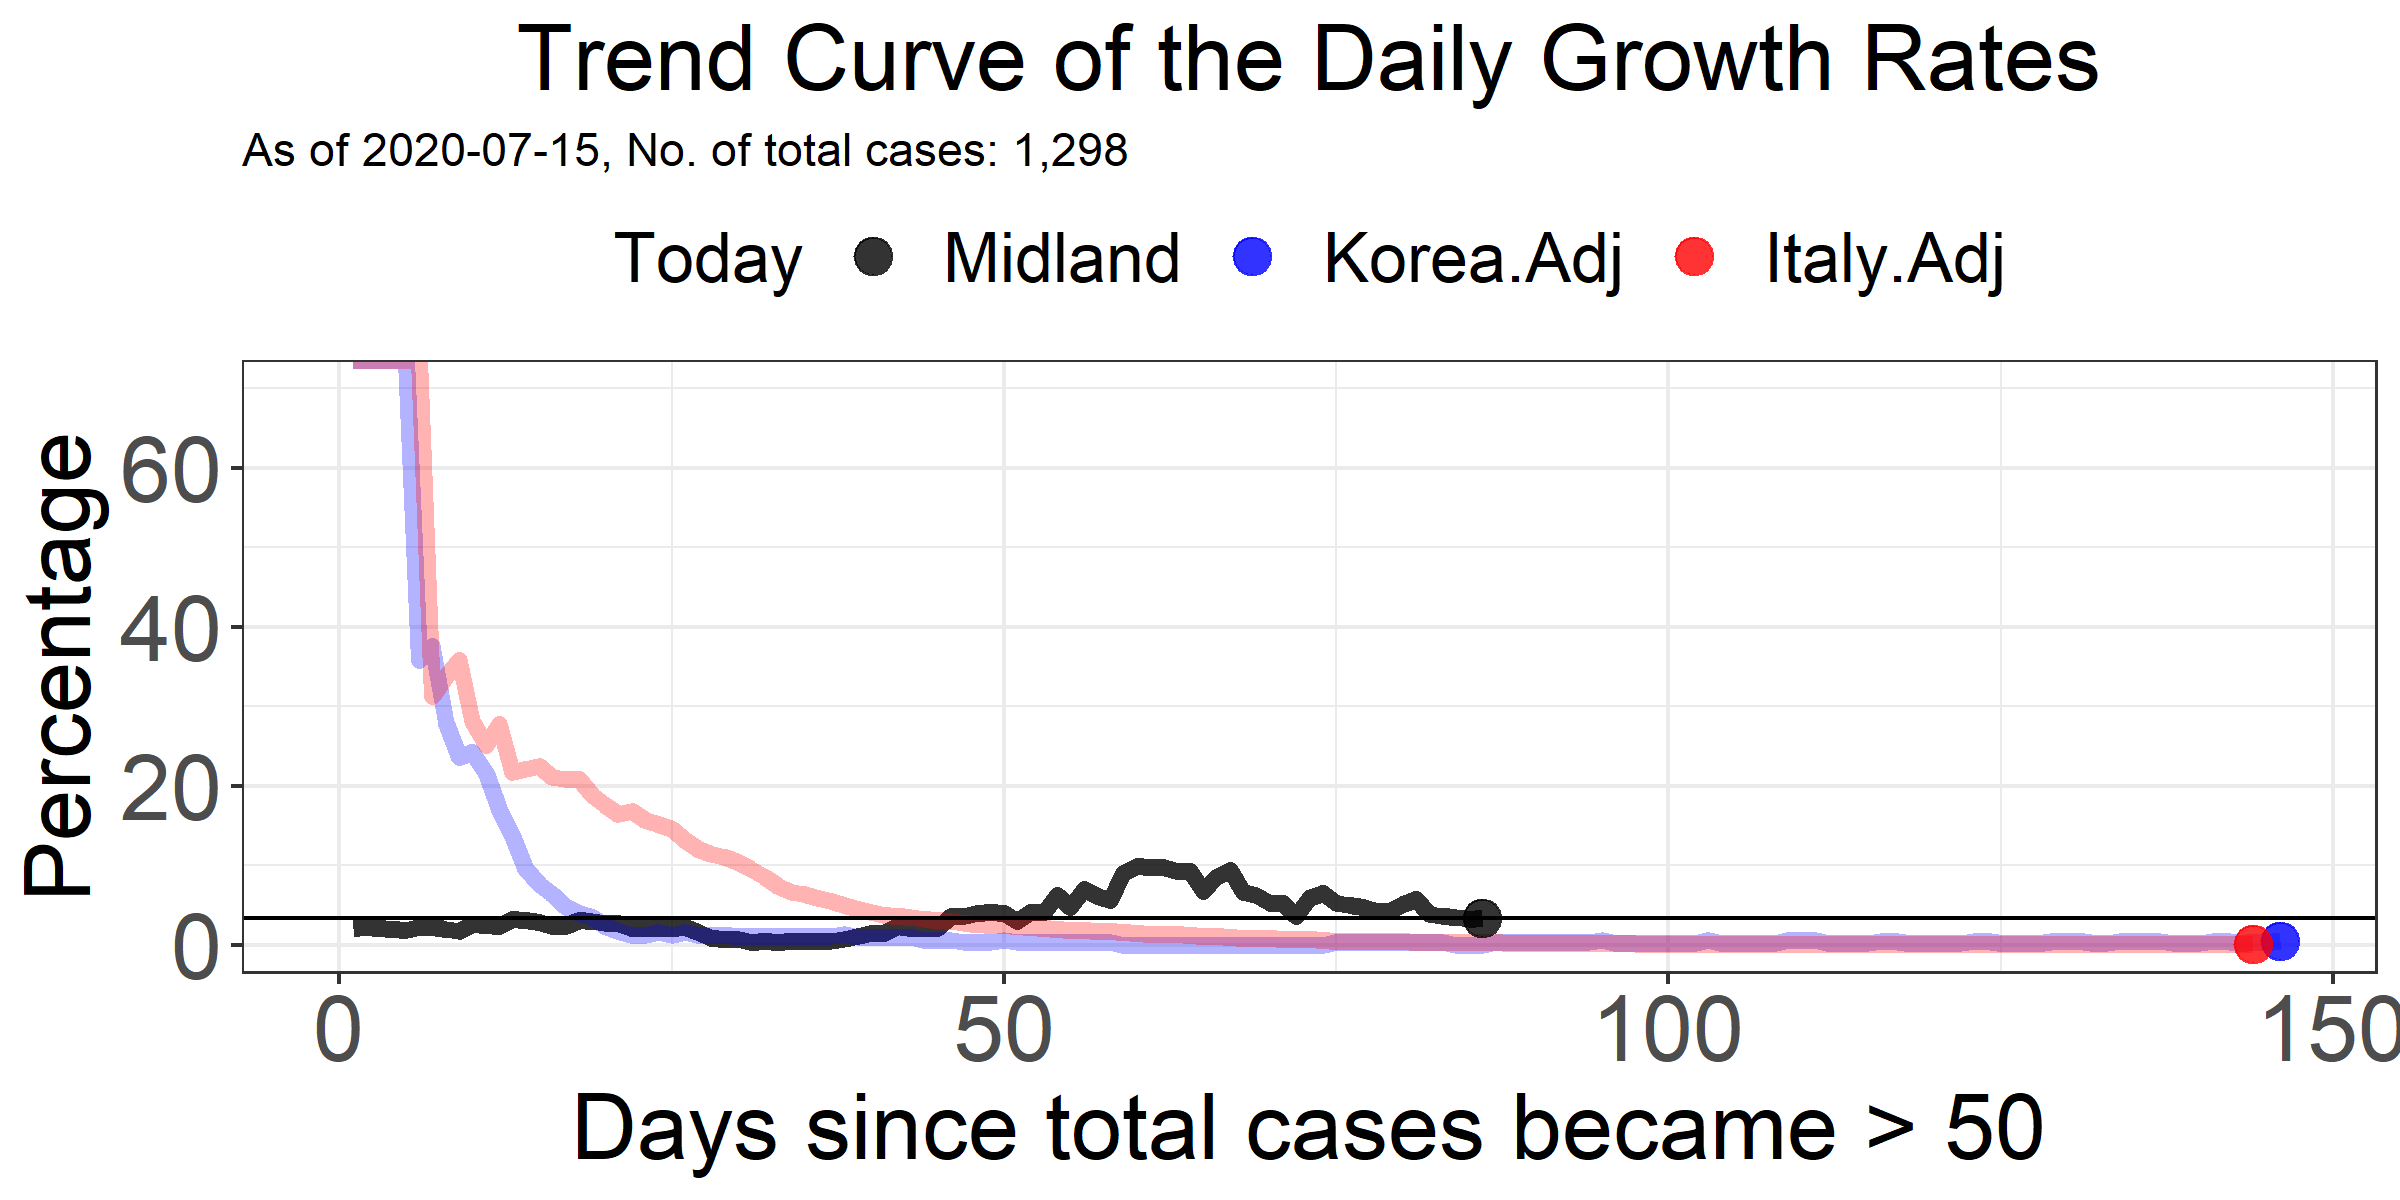 Trend Curve of the Daily Growth Rates
As of 2020-07-15, No. of total cases: 1,298
Today Midland Korea.Adj Italy.Adj
Percentage
60
40
20
0
0 50 100 150
Days since total cases became > 50